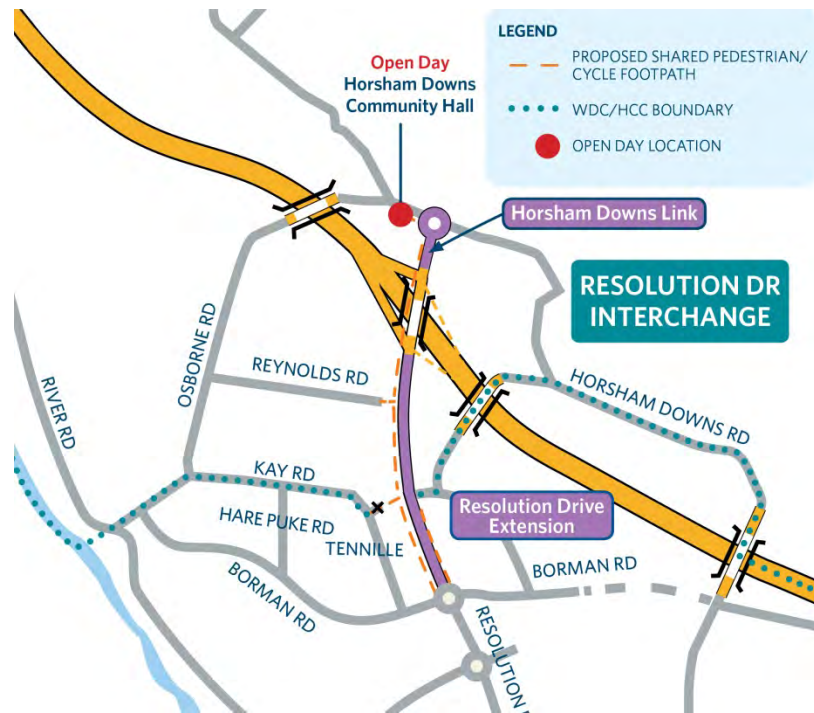 LEGEND
PROPOSED SHARED PEDESTRIAN/
CYCLE FOOTPATH
WDC/HCC BOUNDARY
OPEN DAY LOCATION
Open Day
Horsham Downs
Community Hall
Horsham Downs Link
RESOLUTION DR
INTERCHANGE
OSBORNE RD
REYNOLDS RD
RIVER RD
HORSHAM DOWNS RD
KAY RD
HARE PUKE RD
TENNILLE
Resolution Drive
Extension
BORMAN RD
BORMAN RD
RESOLUTION